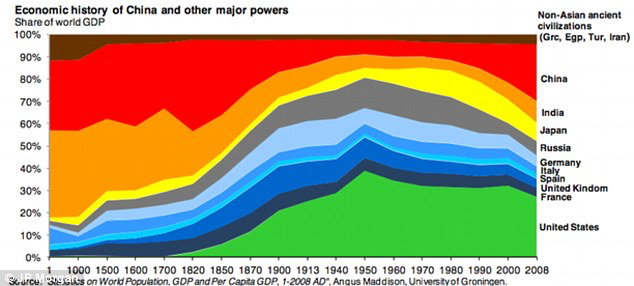 Economic history of China and other major powers
Share of world GDP
Non-Asian ancient
civilizations
(Grc, Egp, Tur, Iran)
100%
90%
80%
70%
60%
50%
40%
30%
20%
10%
0%
China
India
Japan
Russia
Germany
Italy
Spain
United Kindom
France
United States
1 1000 1500 1600 1700 1820 1850 1870 1900 1913 1940 1950 1960 1970 1980 1990 2000 2008
Source: "Statistics on World Population, GDP and Per Capita GDP, 1-2008 AD", Angus Maddison, University of Groningen.
© JP Morgan